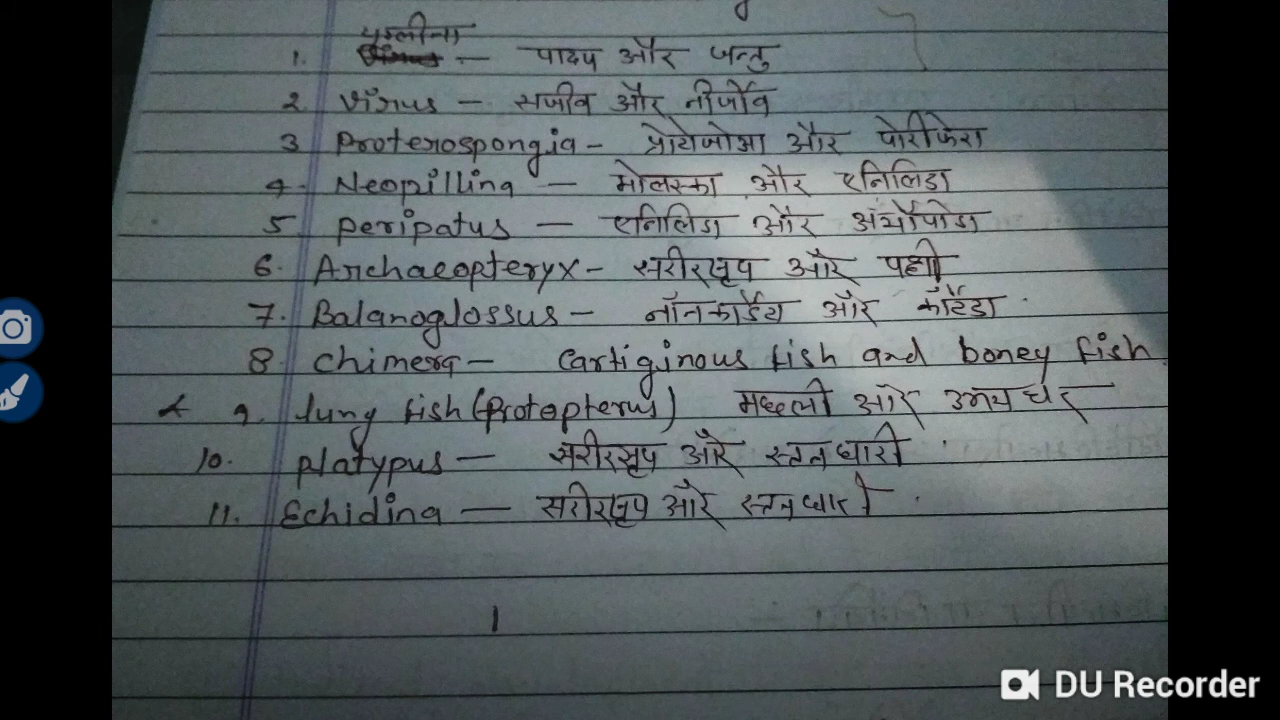 युग्लीना
1. — पादप और जन्तु
2 Virus — सजीव और नीर्जीव
3 Proterospongia - प्रोटोजोआ और पोरीफेरा
4. Neopillina — मोलस्का और एनिलिडा
5 peripatus — एनिलिडा और अर्थोपोडा
6. Archaeopteryx - सरीसृप और पक्षी
7. Balanoglossus - नॉनकार्डेटा और कॉर्डेटा
8. Chimera - Cartiginous fish and boney fish
9. lung fish (Protopterus) मछली और उभयचर
10. platypus — सरीसृप और स्तनधारी
11. Echidina — सरीसृप और स्तनधारी
DU Recorder